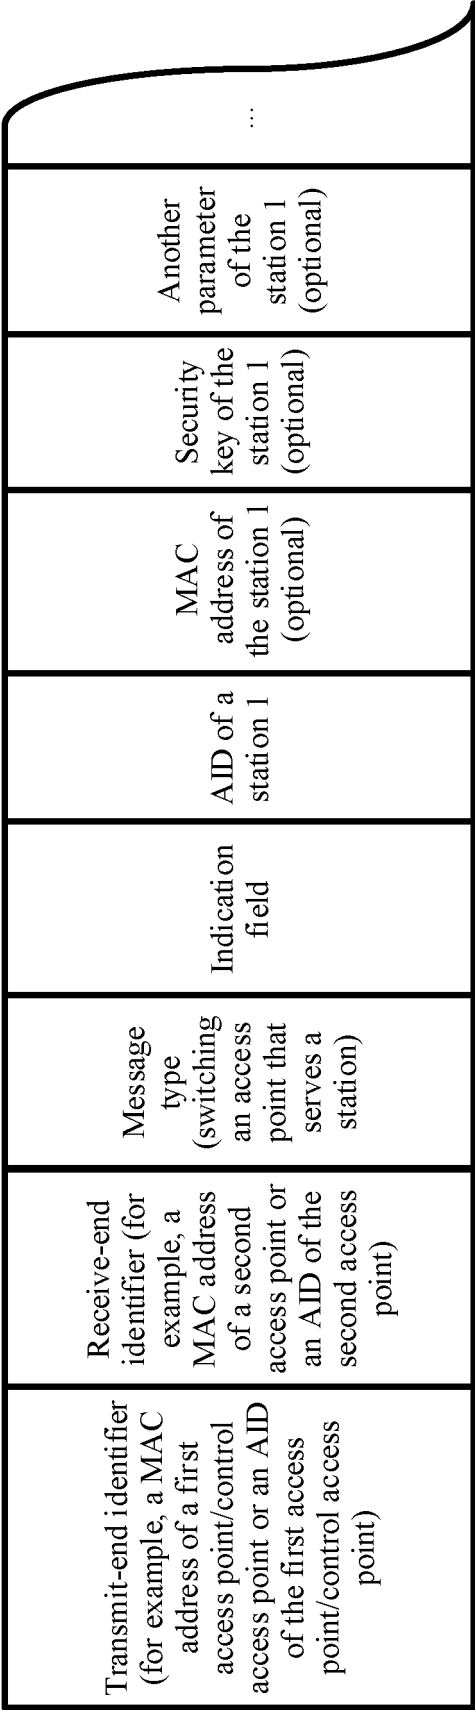 Transmit-end identifier
(for example, a MAC
address of a first
access point/control
access point or an AID
of the first access
point/control access
point)
Receive-end
identifier (for
example, a
MAC address
of a second
access point or
an AID of the
second access
point)
Message
type
(switching
an access
point that
serves a
station)
Indication
field
AID of a
station 1
MAC
address of
the station 1
(optional)
Security
key of the
station 1
(optional)
Another
parameter
of the
station 1
(optional)
...